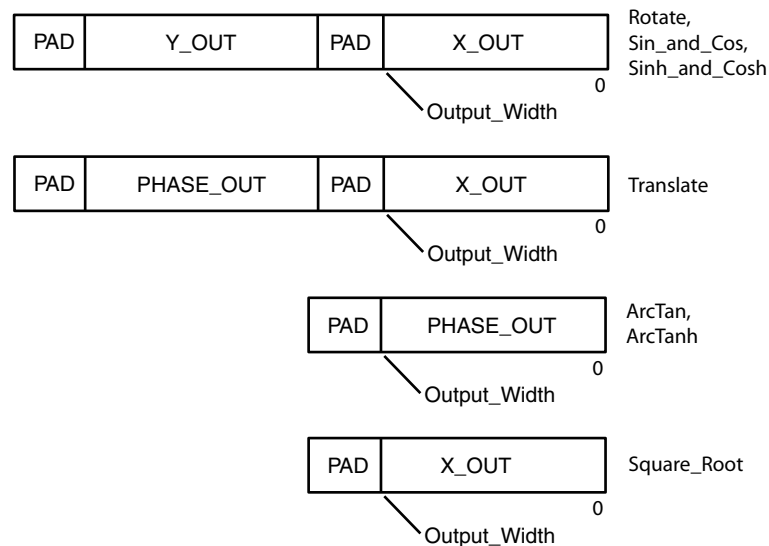 PAD Y_OUT PAD X_OUT
Rotate,
Sin_and_Cos,
Sinh_and_Cosh
0
Output_Width
PAD PHASE_OUT PAD X_OUT
Translate
0
Output_Width
PAD PHASE_OUT
ArcTan,
ArcTanh
0
Output_Width
PAD X_OUT
Square_Root
0
Output_Width